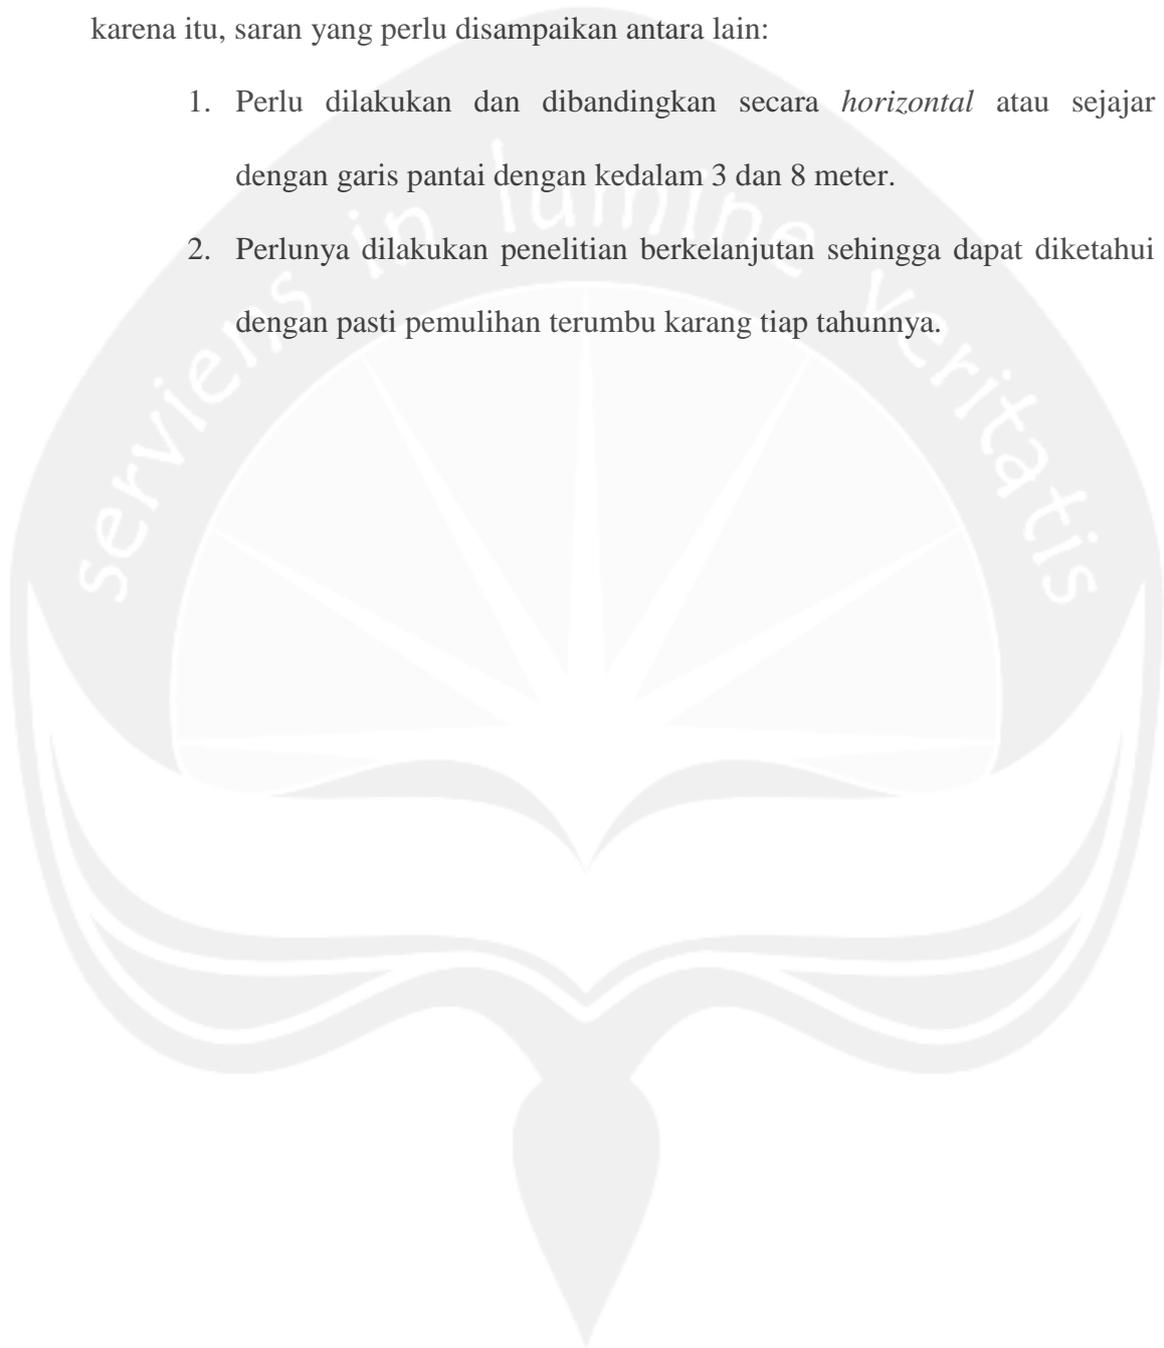 karena itu, saran yang perlu disampaikan antara lain:
1. Perlu dilakukan dan dibandingkan secara horizontal atau sejajar
dengan garis pantai dengan kedalam 3 dan 8 meter.
2. Perlunya dilakukan penelitian berkelanjutan sehingga dapat diketahui
dengan pasti pemulihan terumbu karang tiap tahunnya.
serviens in lumine veritatis